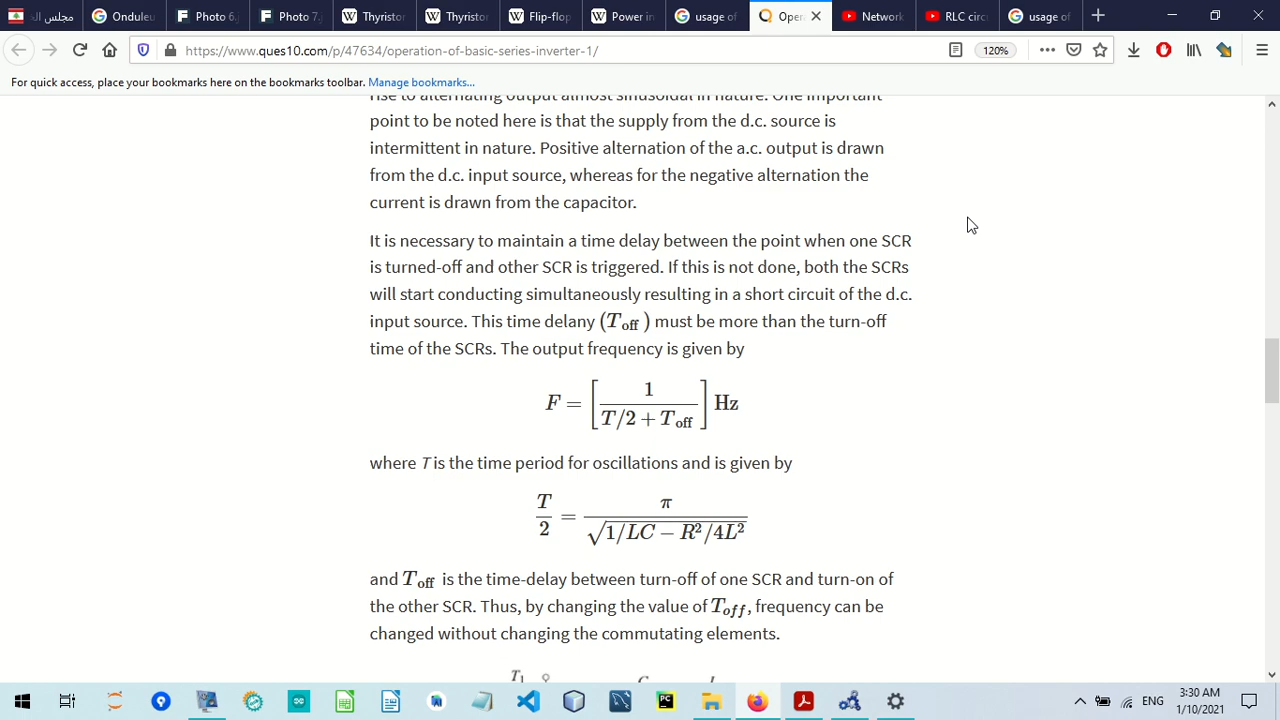 مجلس الد
Ondule
Photo 6.
Photo 7.
Thyristor
Thyristor
Flip-flop
Power in
usage of
Oper
Network
RLC circ
usage of
https://www.ques10.com/p/47634/operation-of-basic-series-inverter-1/
120%
For quick access, place your bookmarks here on the bookmarks toolbar. Manage bookmarks...
rise to alternating output almost sinusoidal in nature. One important
point to be noted here is that the supply from the d.c. source is
intermittent in nature. Positive alternation of the a.c. output is drawn
from the d.c. input source, whereas for the negative alternation the
current is drawn from the capacitor.
It is necessary to maintain a time delay between the point when one SCR
is turned-off and other SCR is triggered. If this is not done, both the SCRs
will start conducting simultaneously resulting in a short circuit of the d.c.
input source. This time delany (T_off) must be more than the turn-off
time of the SCRs. The output frequency is given by
F = [1 / (T/2 + T_off)] Hz
where T is the time period for oscillations and is given by
T/2 = π / √(1/LC − R²/4L²)
and T_off is the time-delay between turn-off of one SCR and turn-on of
the other SCR. Thus, by changing the value of T_off, frequency can be
changed without changing the commutating elements.
T₁
C
ENG
3:30 AM
1/10/2021